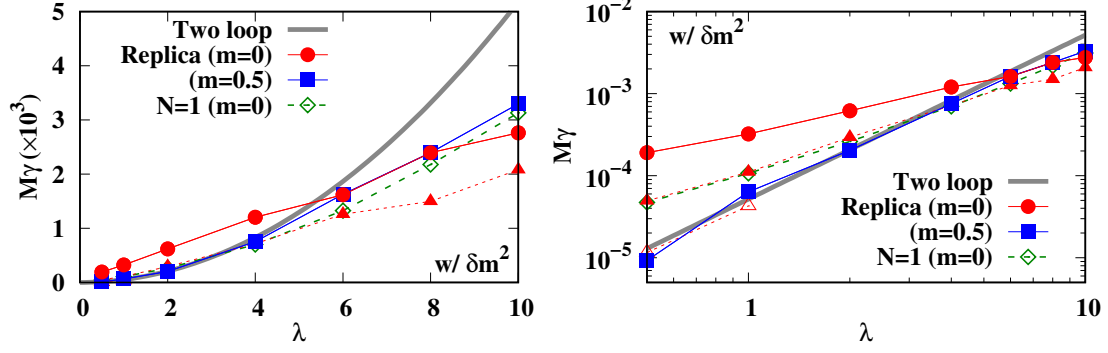 5
4
3
2
1
0
Mγ (×10³)
Two loop
Replica (m=0)
(m=0.5)
N=1 (m=0)
w/ δm²
0 2 4 6 8 10
λ
10⁻²
10⁻³
10⁻⁴
10⁻⁵
Mγ
w/ δm²
Two loop
Replica (m=0)
(m=0.5)
N=1 (m=0)
1 10
λ